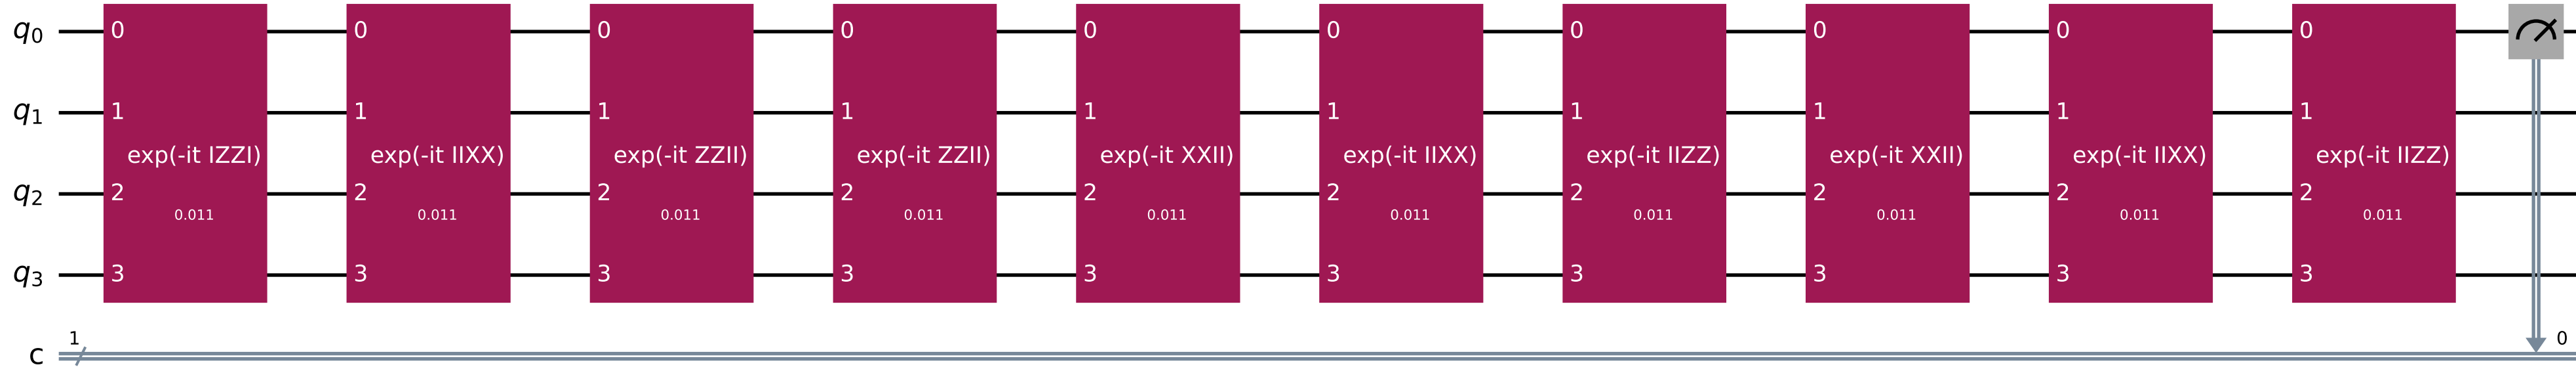 q0 0 0 0 0 0 0 0 0 0 0
q1 1 1 1 1 1 1 1 1 1 1
exp(-it IZZI) exp(-it IIXX) exp(-it ZZII) exp(-it ZZII) exp(-it XXII) exp(-it IIXX) exp(-it IIZZ) exp(-it XXII) exp(-it IIXX) exp(-it IIZZ)
q2 2 2 2 2 2 2 2 2 2 2
0.011 0.011 0.011 0.011 0.011 0.011 0.011 0.011 0.011 0.011
q3 3 3 3 3 3 3 3 3 3 3
1 0
c